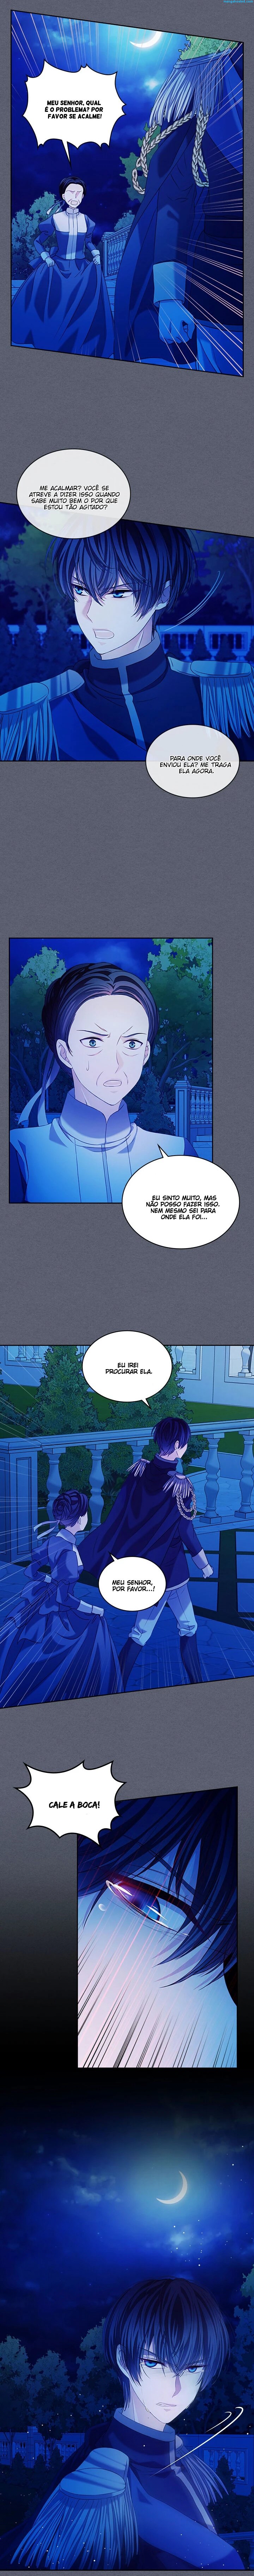 MEU SENHOR, QUAL
É O PROBLEMA? POR
FAVOR SE ACALME!
ME ACALMAR? VOCÊ SE
ATREVE A DIZER ISSO QUANDO
SABE MUITO BEM O POR QUE
ESTOU TÃO AGITADO?
PARA ONDE VOCÊ
ENVIOU ELA? ME TRAGA
ELA AGORA.
EU SINTO MUITO, MAS
NÃO POSSO FAZER ISSO.
NEM MESMO SEI PARA
ONDE ELA FOI...
EU IREI
PROCURAR ELA.
MEU SENHOR,
POR FAVOR...!
CALE A BOCA!